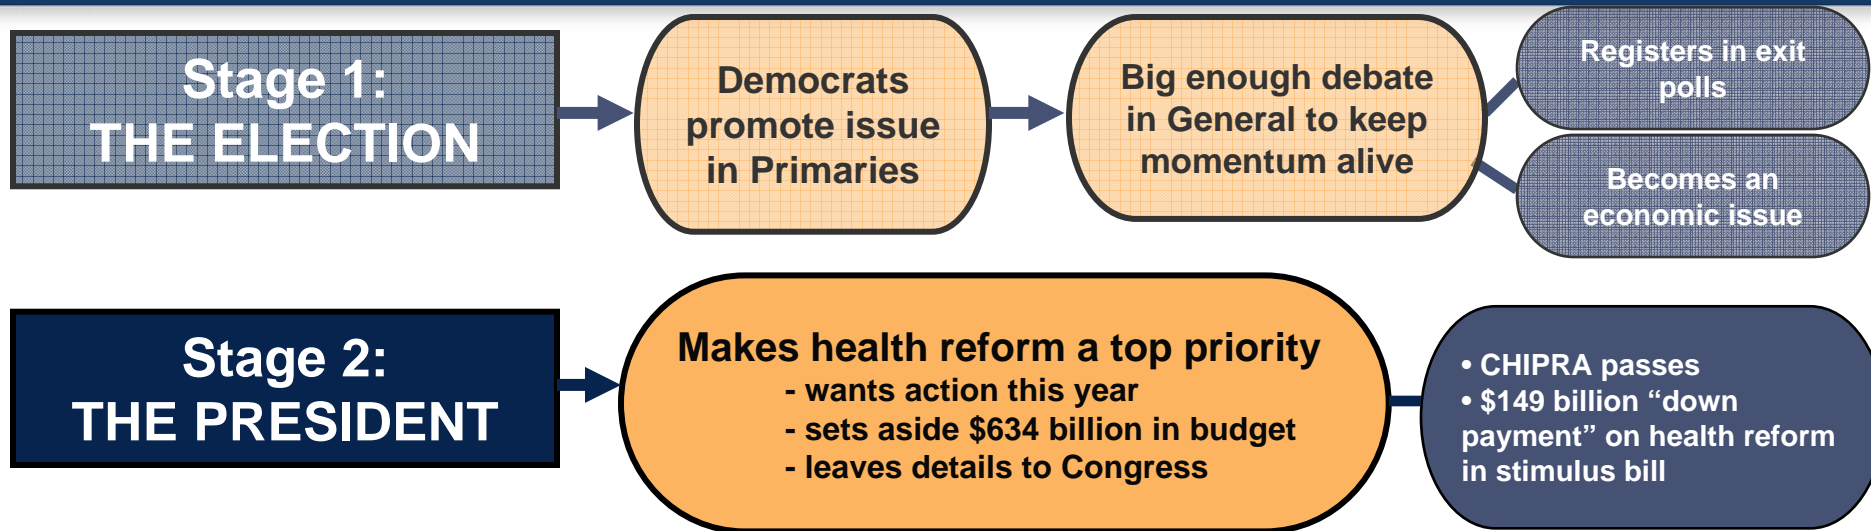 Stage 1:
THE ELECTION
Democrats
promote issue
in Primaries
Big enough debate
in General to keep
momentum alive
Registers in exit
polls
Becomes an
economic issue
Stage 2:
THE PRESIDENT
Makes health reform a top priority
- wants action this year
- sets aside $634 billion in budget
- leaves details to Congress
• CHIPRA passes
• $149 billion “down
payment” on health reform
in stimulus bill